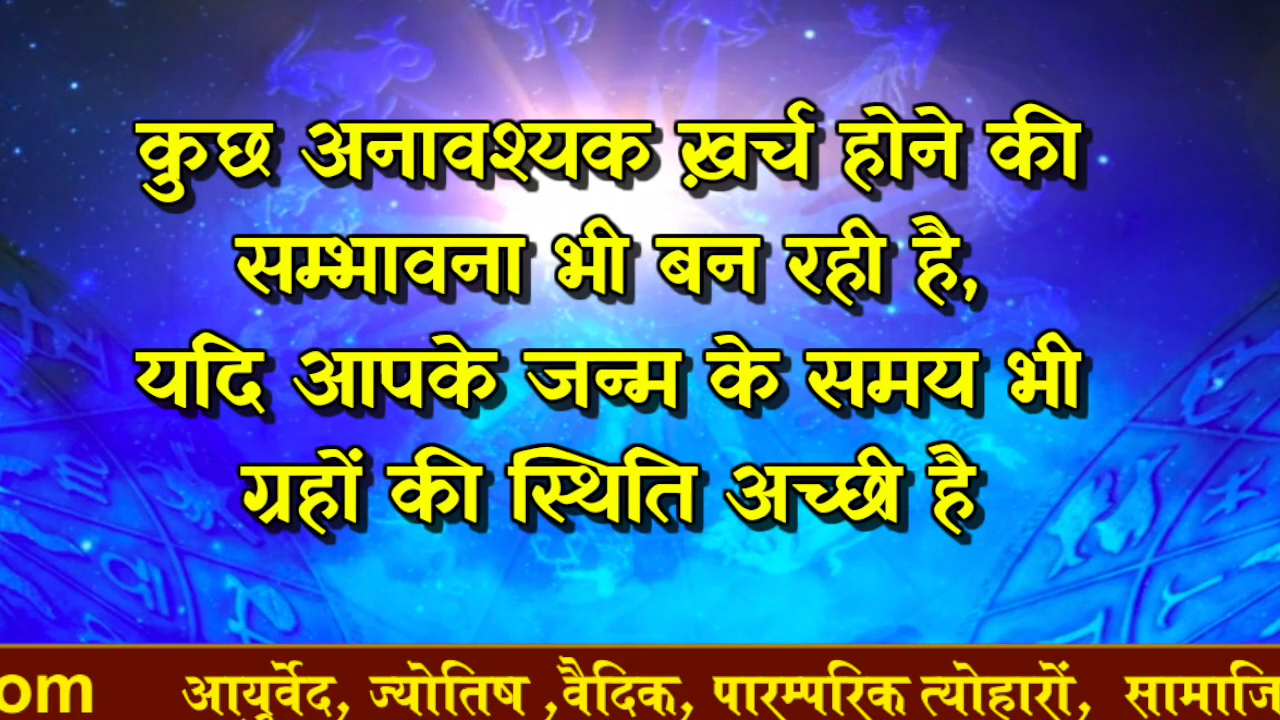 कुछ अनावश्यक ख़र्च होने की
सम्भावना भी बन रही है,
यदि आपके जन्म के समय भी
ग्रहों की स्थिति अच्छी है
om आयुर्वेद, ज्योतिष ,वैदिक, पारम्परिक त्योहारों, सामाजि